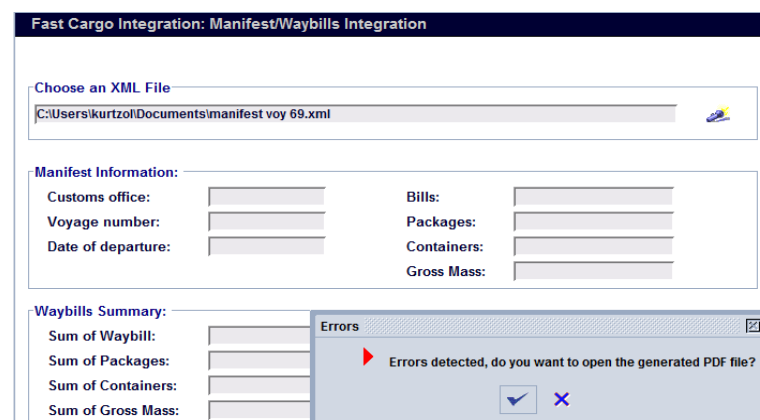 Fast Cargo Integration: Manifest/Waybills Integration
Choose an XML File
C:\Users\kurtzol\Documents\manifest voy 69.xml
Manifest Information:
Customs office:
Bills:
Voyage number:
Packages:
Date of departure:
Containers:
Gross Mass:
Waybills Summary:
Sum of Waybill:
Sum of Packages:
Sum of Containers:
Sum of Gross Mass:
Errors
Errors detected, do you want to open the generated PDF file?